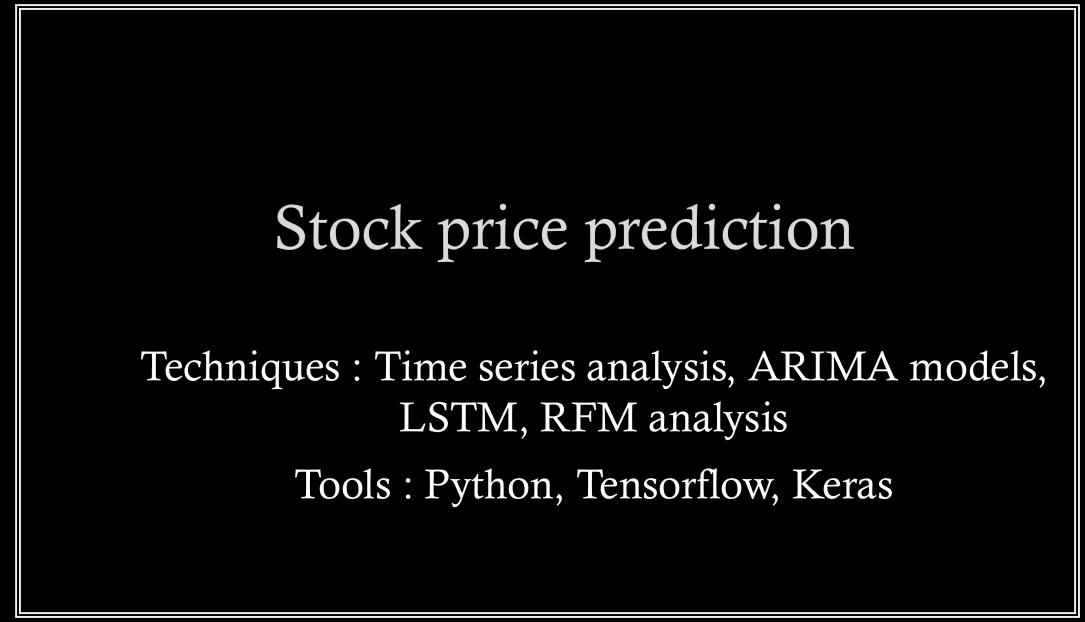 Stock price prediction
Techniques : Time series analysis, ARIMA models,
LSTM, RFM analysis
Tools : Python, Tensorflow, Keras